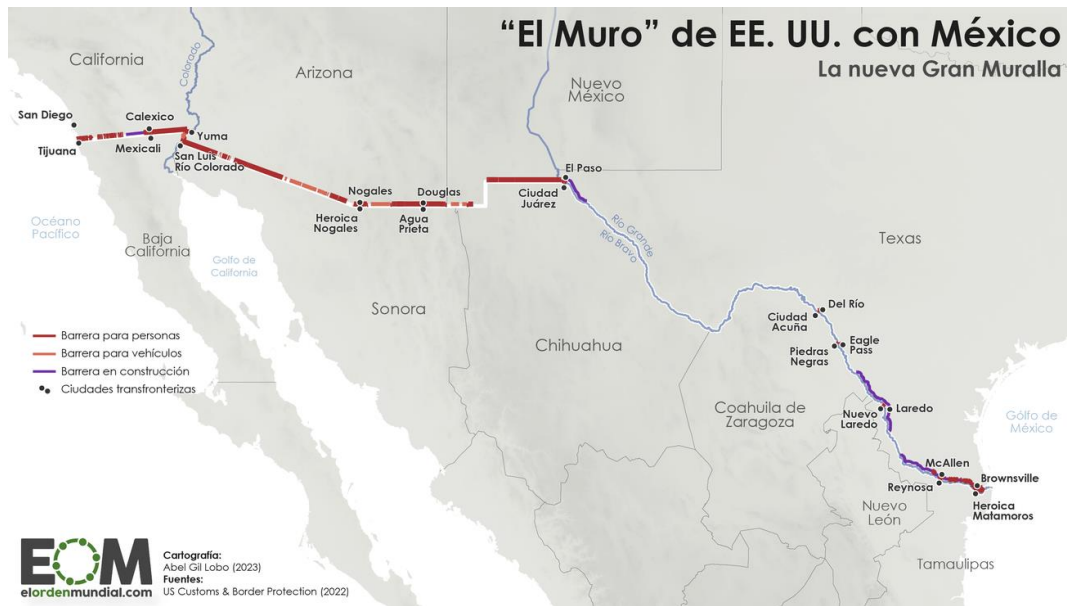 “El Muro” de EE. UU. con México
La nueva Gran Muralla
California
Colorado
Arizona
Nuevo
México
San Diego
Calexico
Yuma
Tijuana
Mexicali
San Luis
Río Colorado
Nogales
Douglas
El Paso
Heroica
Nogales
Agua
Prieta
Ciudad
Juárez
Océano
Pacífico
Baja
California
Golfo de
California
Río Grande
Río Bravo
Texas
Sonora
Chihuahua
Del Río
Ciudad
Acuña
Eagle
Pass
Piedras
Negras
Coahuila de
Zaragoza
Nuevo
Laredo
Laredo
Golfo de
México
McAllen
Reynosa
Brownsville
Heroica
Matamoros
Nuevo
León
Tamaulipas
Barrera para personas
Barrera para vehículos
Barrera en construcción
Ciudades transfronterizas
EOM
elordenmundial.com
Cartografía:
Abel Gil Lobo (2023)
Fuentes:
US Customs & Border Protection (2022)